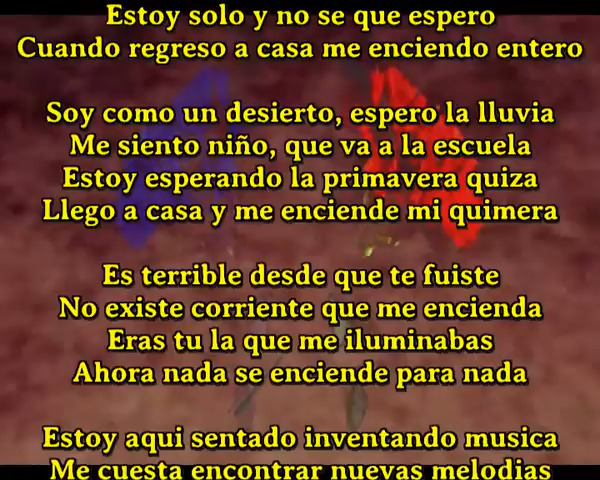 Estoy solo y no se que espero
Cuando regreso a casa me enciendo entero
Soy como un desierto, espero la lluvia
Me siento niño, que va a la escuela
Estoy esperando la primavera quiza
Llego a casa y me enciende mi quimera
Es terrible desde que te fuiste
No existe corriente que me encienda
Eras tu la que me iluminabas
Ahora nada se enciende para nada
Estoy aqui sentado inventando musica
Me cuesta encontrar nuevas melodias